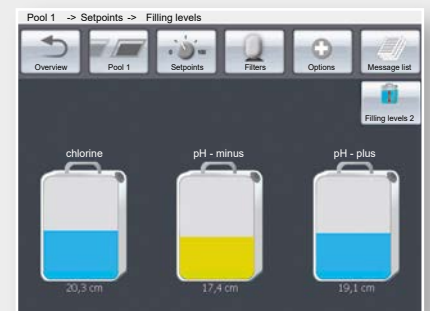 Pool 1 -> Setpoints -> Filling levels
Overview Pool 1 Setpoints Filters Options Message list
Filling levels 2
chlorine pH - minus pH - plus
20,3 cm 17,4 cm 19,1 cm